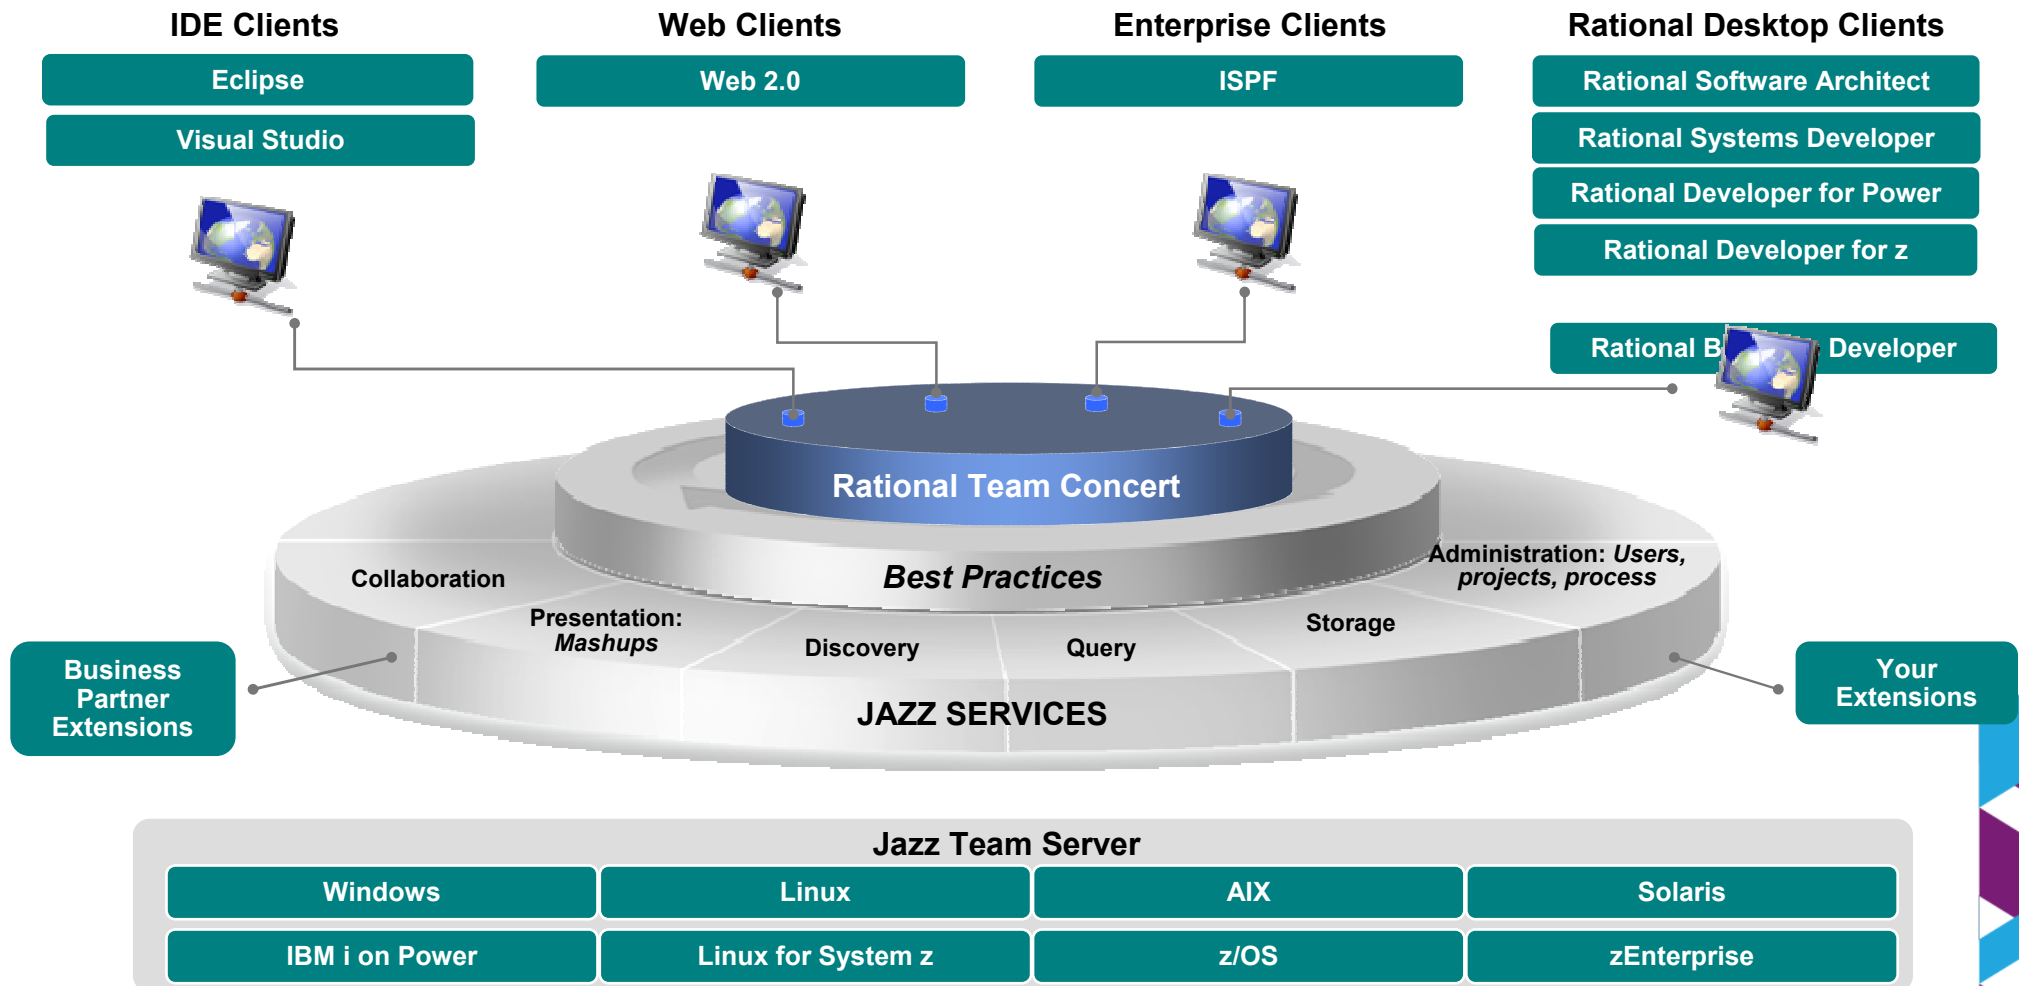 IDE Clients
Web Clients
Enterprise Clients
Rational Desktop Clients
Eclipse
Visual Studio
Web 2.0
ISPF
Rational Software Architect
Rational Systems Developer
Rational Developer for Power
Rational Developer for z
Rational Developer
Rational Team Concert
Best Practices
Collaboration
Presentation:
Mashups
Discovery
Query
Storage
Administration: Users,
projects, process
JAZZ SERVICES
Business
Partner
Extensions
Your
Extensions
Jazz Team Server
Windows
Linux
AIX
Solaris
IBM i on Power
Linux for System z
z/OS
zEnterprise